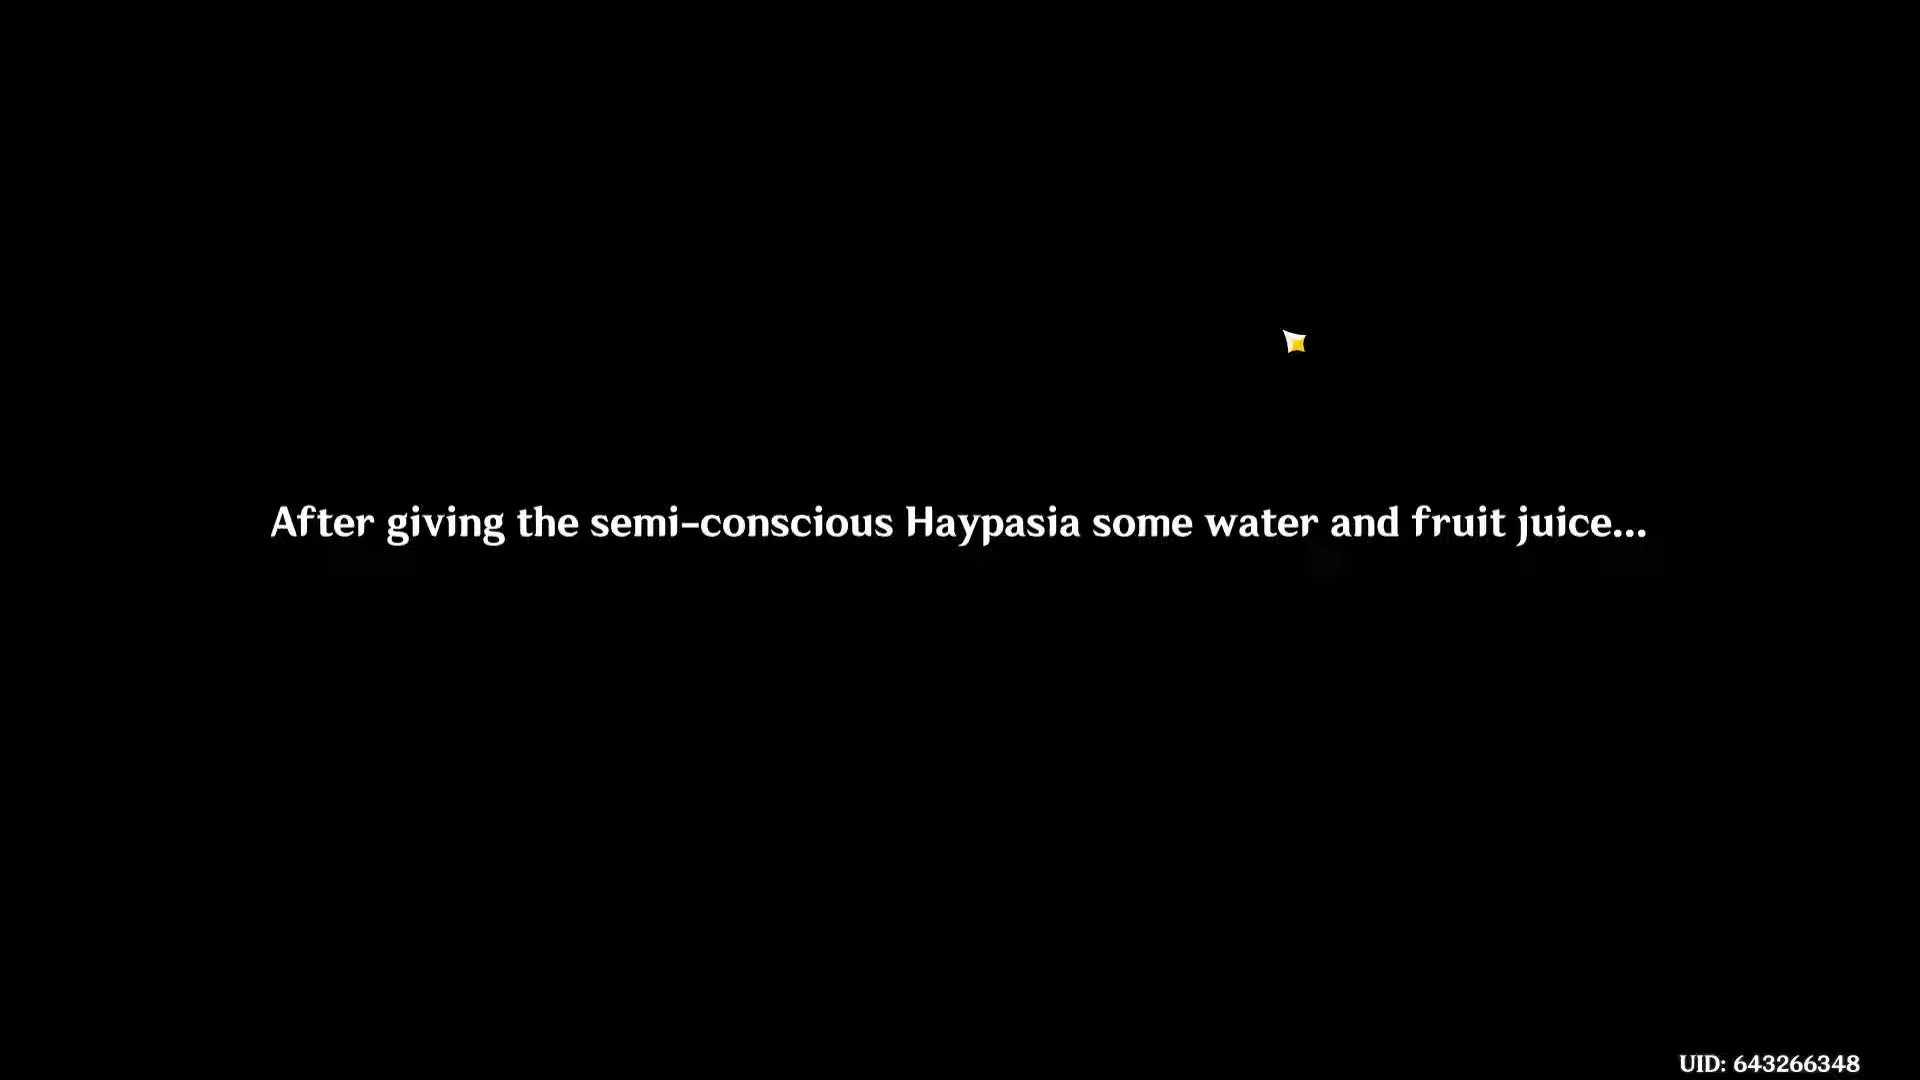 After giving the semi-conscious Haypasia some water and fruit juice...
UID: 643266348